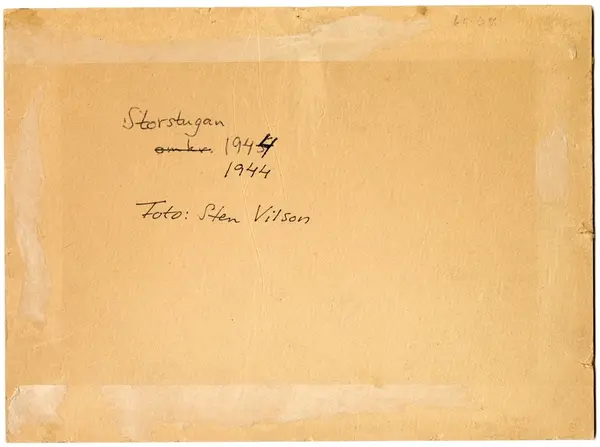 Storstugan
omkr. 1944
1944
Foto: Sten Vilson